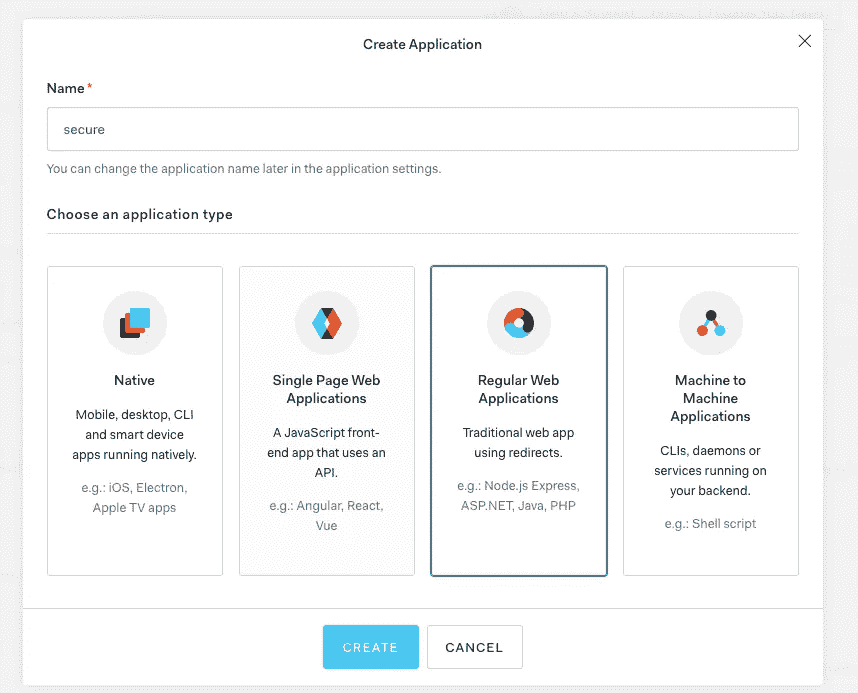 Create Application
Name *
secure
You can change the application name later in the application settings.
Choose an application type
Native
Mobile, desktop, CLI
and smart device
apps running natively.
e.g.: iOS, Electron,
Apple TV apps
Single Page Web
Applications
A JavaScript front-
end app that uses an
API.
e.g.: Angular, React,
Vue
Regular Web
Applications
Traditional web app
using redirects.
e.g.: Node.js Express,
ASP.NET, Java, PHP
Machine to
Machine
Applications
CLIs, daemons or
services running on
your backend.
e.g.: Shell script
CREATE
CANCEL